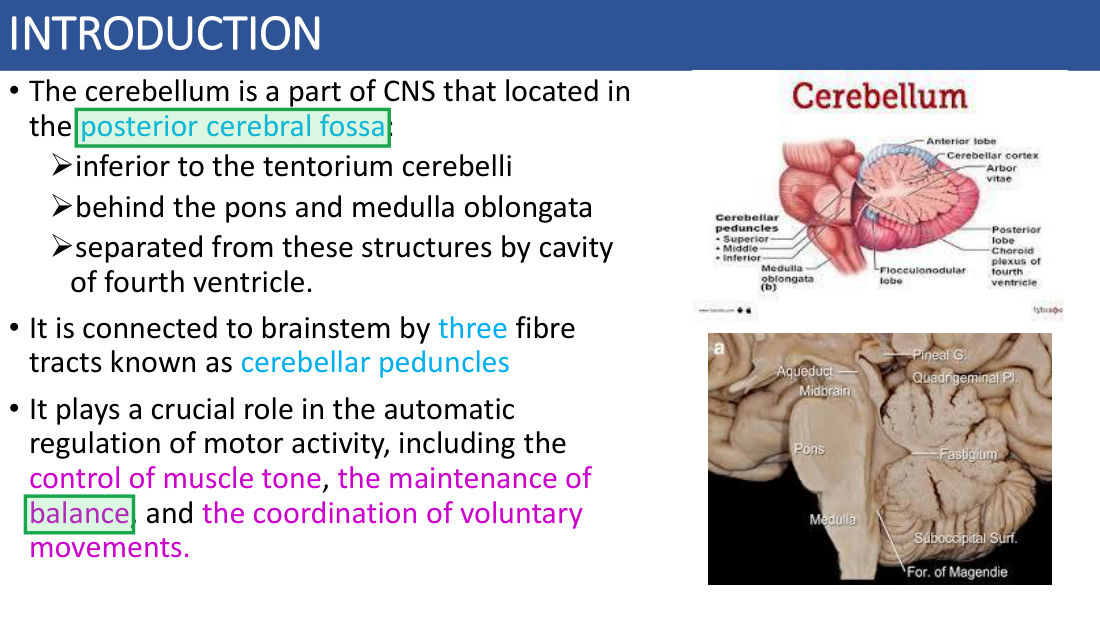 INTRODUCTION
• The cerebellum is a part of CNS that located in
the posterior cerebral fossa:
➢inferior to the tentorium cerebelli
➢behind the pons and medulla oblongata
➢separated from these structures by cavity
of fourth ventricle.
• It is connected to brainstem by three fibre
tracts known as cerebellar peduncles
• It plays a crucial role in the automatic
regulation of motor activity, including the
control of muscle tone, the maintenance of
balance, and the coordination of voluntary
movements.
Cerebellum
Anterior lobe
Cerebellar cortex
Arbor
vitae
Cerebellar
peduncles
• Superior
• Middle
• Inferior
Medulla
oblongata
(b)
Flocculonodular
lobe
Posterior
lobe
Choroid
plexus of
fourth
ventricle
a
Pineal G.
Aqueduct
Quadrigeminal Pl.
Midbrain
Pons
Fastigium
Medulla
Suboccipital Surf.
For. of Magendie